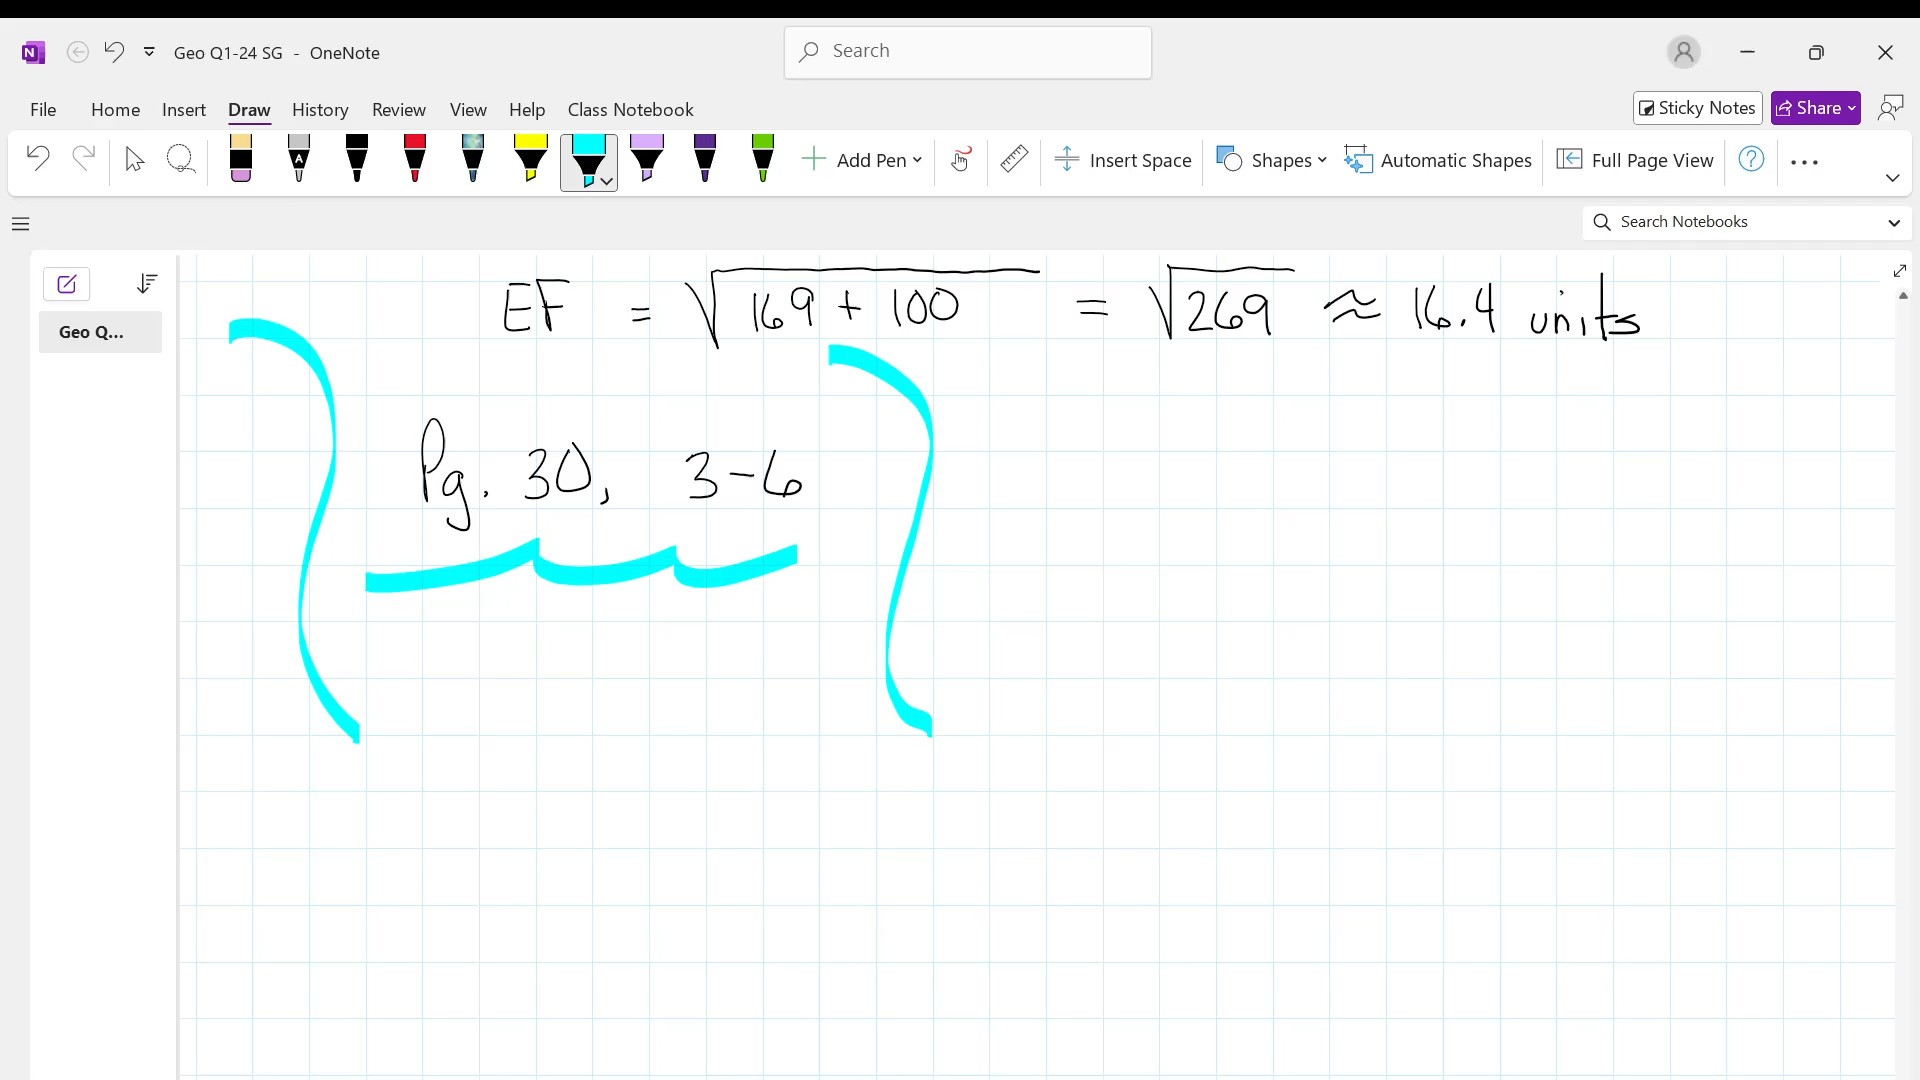 Geo Q1-24 SG - OneNote
Search
File Home Insert Draw History Review View Help Class Notebook
Sticky Notes Share
A
Add Pen Insert Space Shapes Automatic Shapes Full Page View ? ...
Search Notebooks
Geo Q...
EF = √169 + 100 = √269 ≈ 16.4 units
Pg. 30, 3-6